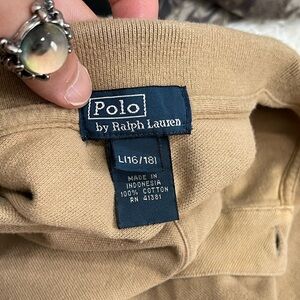 Polo
by Ralph Lauren
L(16/18)
MADE IN
INDONESIA
100% COTTON
RN 41381